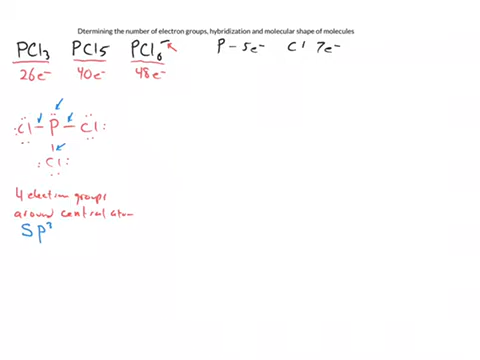 Dtermining the number of electron groups, hybridization and molecular shape of molecules
PCl₃ PCl5 PCl₆⁻ P - 5e⁻ Cl 7e⁻
26e⁻ 40e⁻ 48e⁻
:Cl - P - Cl:
:Cl:
4 electron groups
around central atom
Sp³